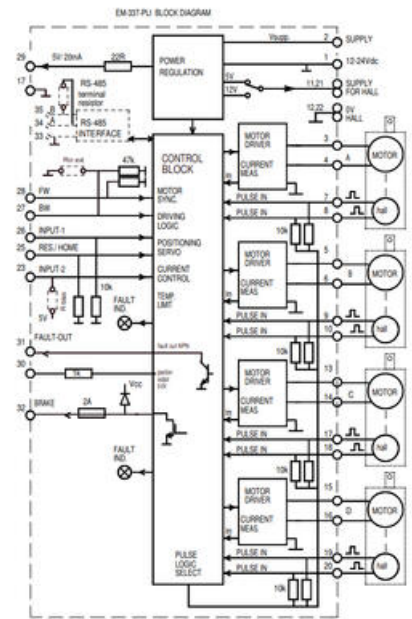 EM-337-PLI BLOCK DIAGRAM
Vsupp. 2 SUPPLY
29 5V/ 20mA 22R
POWER
REGULATION
1 12-24Vdc
17
5V
12V
11,21 SUPPLY
FOR HALL
RS-485
terminal
resistor
35
34
33
RS-485
INTERFACE
12,22 0V
HALL
CONTROL
BLOCK
47k
MOTOR
DRIVER
CURRENT
MEAS.
3
4 A
MOTOR
28 FW
27 BW
MOTOR
SYNC.
DRIVING
LOGIC
PULSE IN 7
PULSE IN 8
hall
26 INPUT-1
25 RES / HOME
POSITIONING
SERVO
10k
23 INPUT-2
CURRENT
CONTROL
MOTOR
DRIVER
CURRENT
MEAS.
5
6 B
MOTOR
5V
10k
FAULT
IND.
TEMP.
LIMIT
PULSE IN 9
PULSE IN 10
hall
31 FAULT-OUT
fault out NPN
10k
30 1k
MOTOR
DRIVER
CURRENT
MEAS.
13
14 C
MOTOR
32 BRAKE 2A
Vcc
PULSE IN 17
PULSE IN 18
hall
FAULT
IND.
10k
MOTOR
DRIVER
CURRENT
MEAS.
15
16 D
MOTOR
PULSE
LOGIC
SELECT
PULSE IN 19
PULSE IN 20
hall
10k